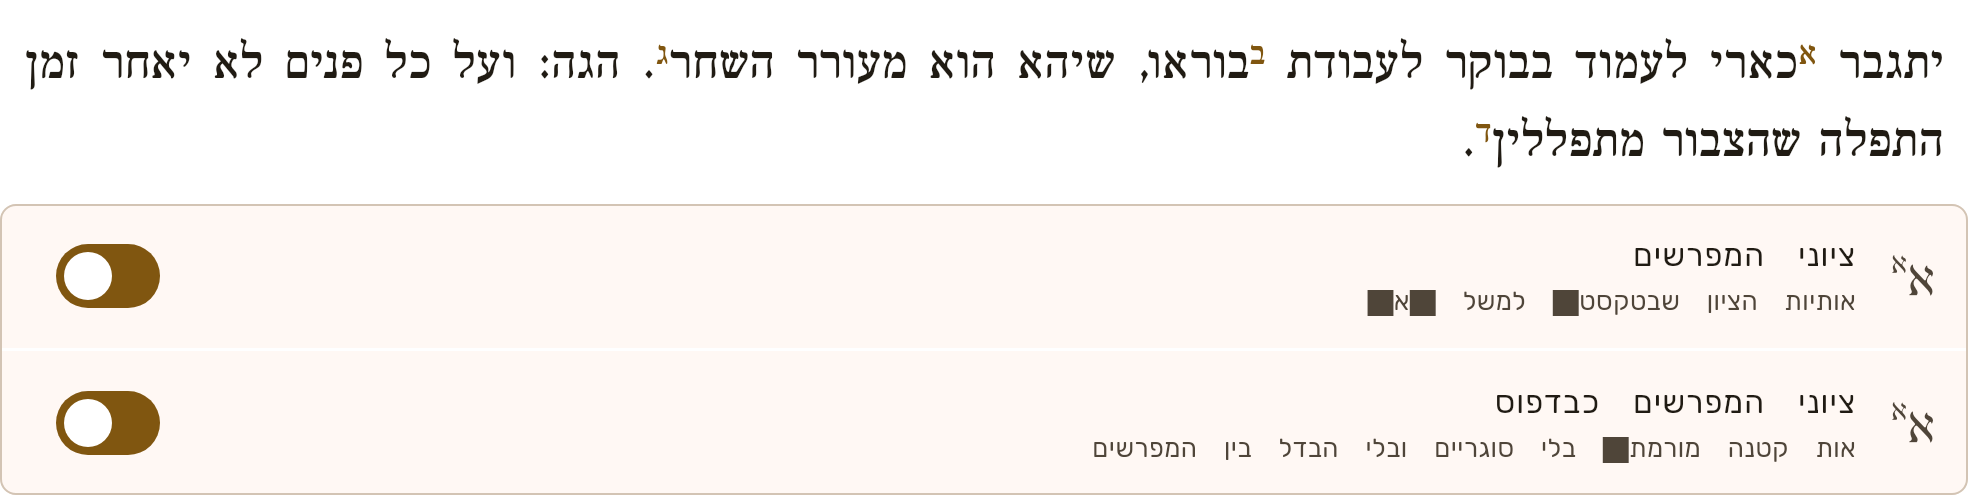 יתגבר אכארי לעמוד בבוקר לעבודת בבוראו, שיהא הוא מעורר השחרג. הגה: ועל כל פנים לא יאחר זמן
התפלה שהצבור מתפלליןד.
אא
ציוני המפרשים
אותיות הציון שבטקסט■ למשל ■א■
אא
ציוני המפרשים כבדפוס
אות קטנה מורמת■ בלי סוגריים ובלי הבדל בין המפרשים